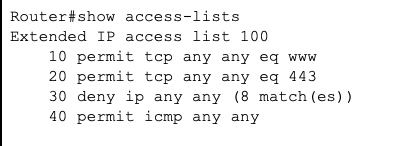 Router#show access-lists
Extended IP access list 100
    10 permit tcp any any eq www
    20 permit tcp any any eq 443
    30 deny ip any any (8 match(es))
    40 permit icmp any any